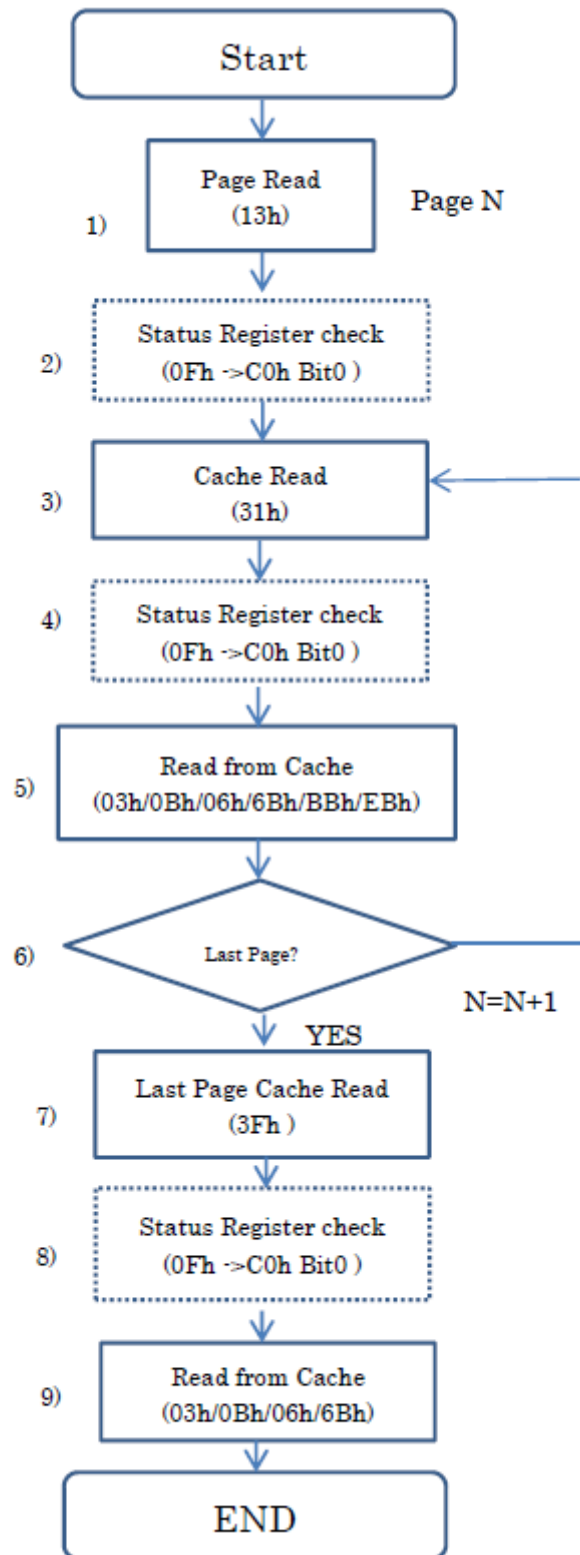 Start
Page Read
(13h)
Page N
1)
Status Register check
(0Fh ->C0h Bit0 )
2)
Cache Read
(31h)
3)
Status Register check
(0Fh ->C0h Bit0 )
4)
Read from Cache
(03h/0Bh/06h/6Bh/BBh/EBh)
5)
Last Page?
6)
N=N+1
YES
Last Page Cache Read
(3Fh )
7)
Status Register check
(0Fh ->C0h Bit0 )
8)
Read from Cache
(03h/0Bh/06h/6Bh)
9)
END